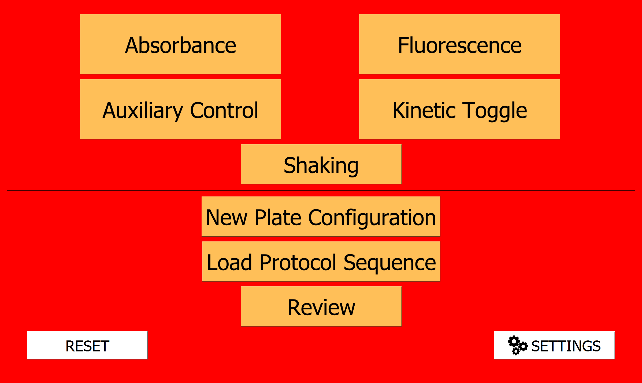 Absorbance
Fluorescence
Auxiliary Control
Kinetic Toggle
Shaking
New Plate Configuration
Load Protocol Sequence
Review
RESET
SETTINGS